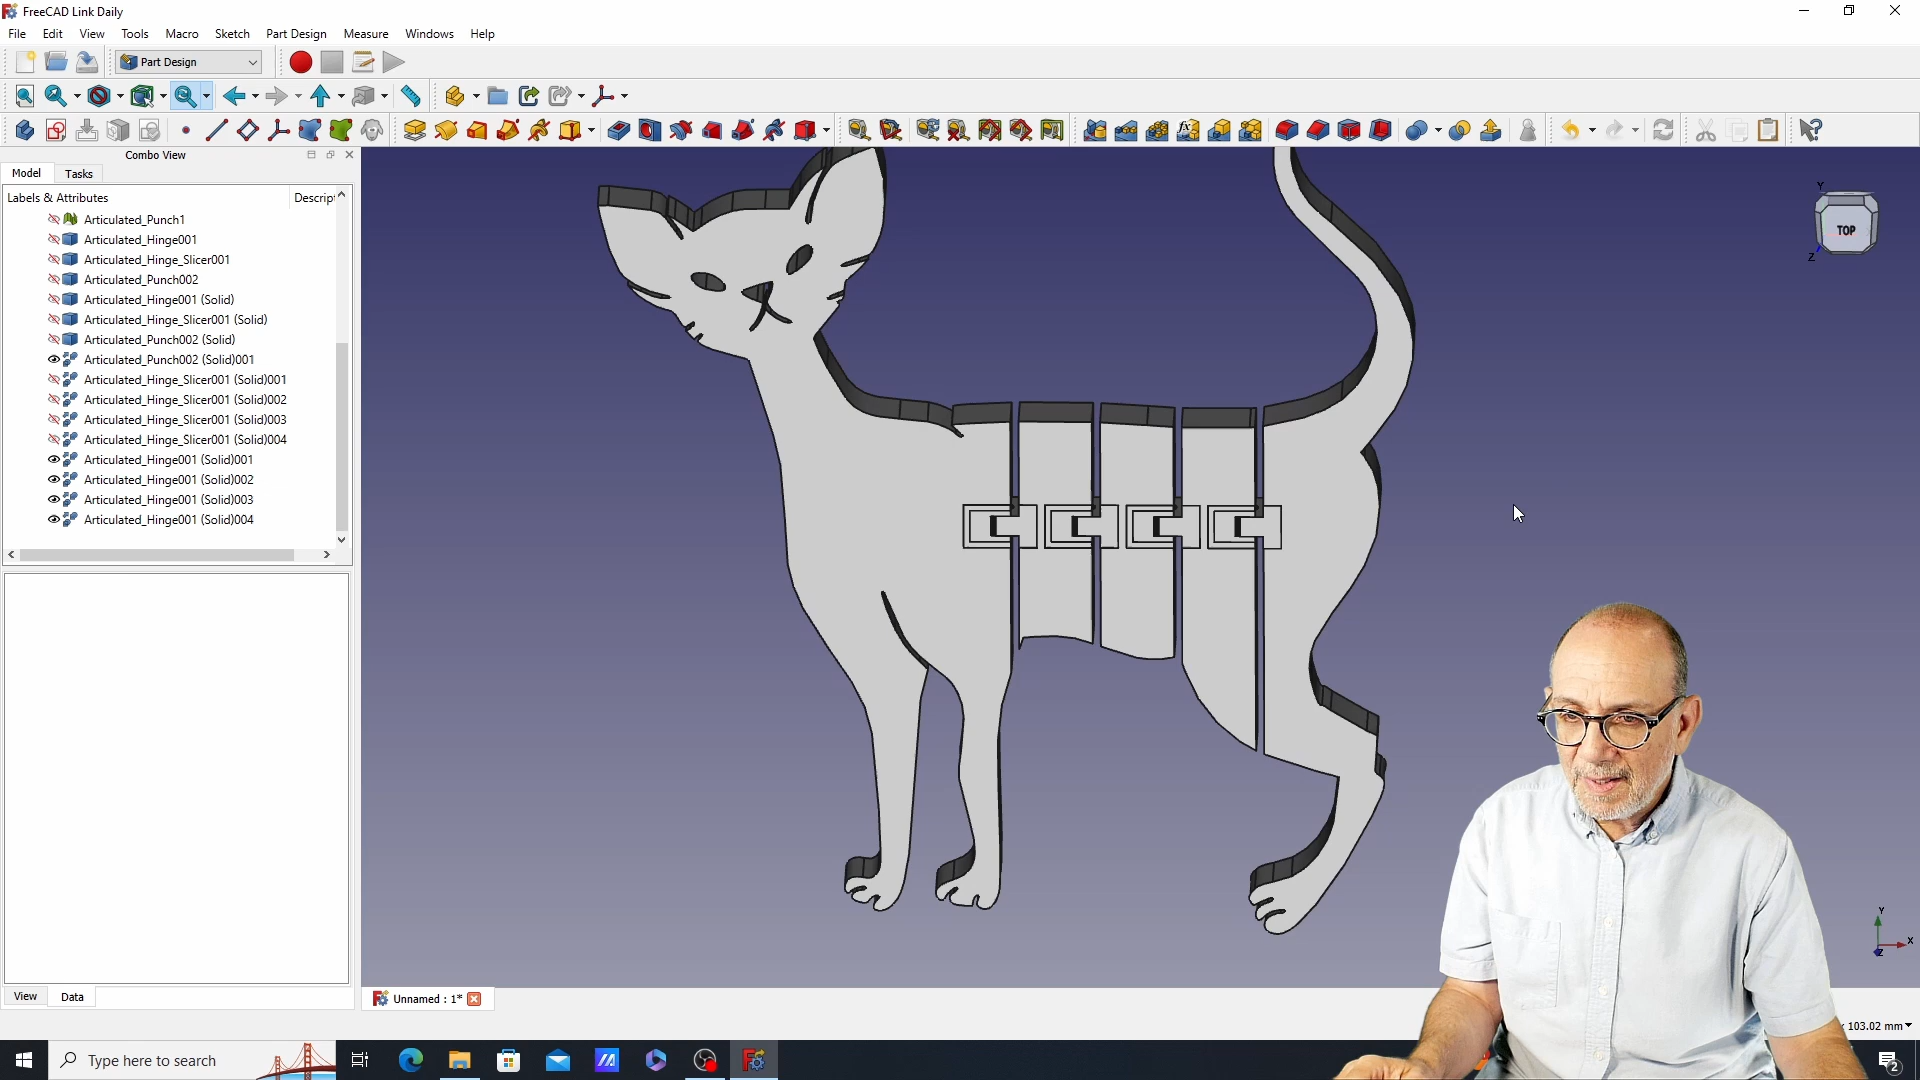 FreeCAD Link Daily
File Edit View Tools Macro Sketch Part Design Measure Windows Help
Part Design
Combo View
Model Tasks
Labels & Attributes Descript
Articulated_Punch1
Articulated_Hinge001
Articulated_Hinge_Slicer001
Articulated_Punch002
Articulated_Hinge001 (Solid)
Articulated_Hinge_Slicer001 (Solid)
Articulated_Punch002 (Solid)
Articulated_Punch002 (Solid)001
Articulated_Hinge_Slicer001 (Solid)001
Articulated_Hinge_Slicer001 (Solid)002
Articulated_Hinge_Slicer001 (Solid)003
Articulated_Hinge_Slicer001 (Solid)004
Articulated_Hinge001 (Solid)001
Articulated_Hinge001 (Solid)002
Articulated_Hinge001 (Solid)003
Articulated_Hinge001 (Solid)004
Y
TOP
Z
Y
X
Z
View Data
Unnamed : 1*
103.02 mm
Type here to search
2